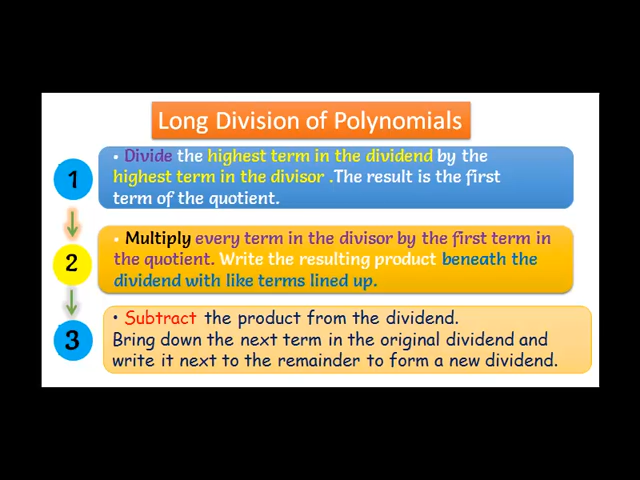 Long Division of Polynomials
1
• Divide the highest term in the dividend by the
highest term in the divisor .The result is the first
term of the quotient.
2
• Multiply every term in the divisor by the first term in
the quotient. Write the resulting product beneath the
dividend with like terms lined up.
3
• Subtract the product from the dividend.
Bring down the next term in the original dividend and
write it next to the remainder to form a new dividend.